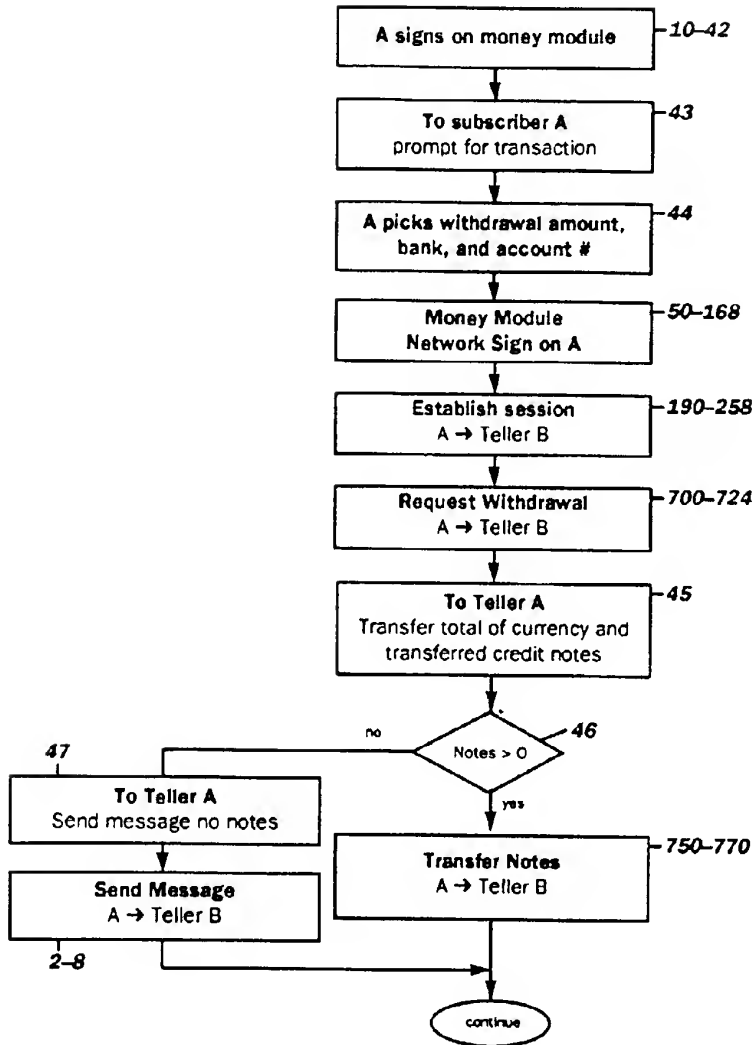 A signs on money module
10–42
To subscriber A
prompt for transaction
43
A picks withdrawal amount,
bank, and account #
44
Money Module
Network Sign on A
50–168
Establish session
A → Teller B
190–258
Request Withdrawal
A → Teller B
700–724
To Teller A
Transfer total of currency and
transferred credit notes
45
Notes > 0
46
no
yes
47
To Teller A
Send message no notes
Send Message
A → Teller B
2–8
Transfer Notes
A → Teller B
750–770
continue